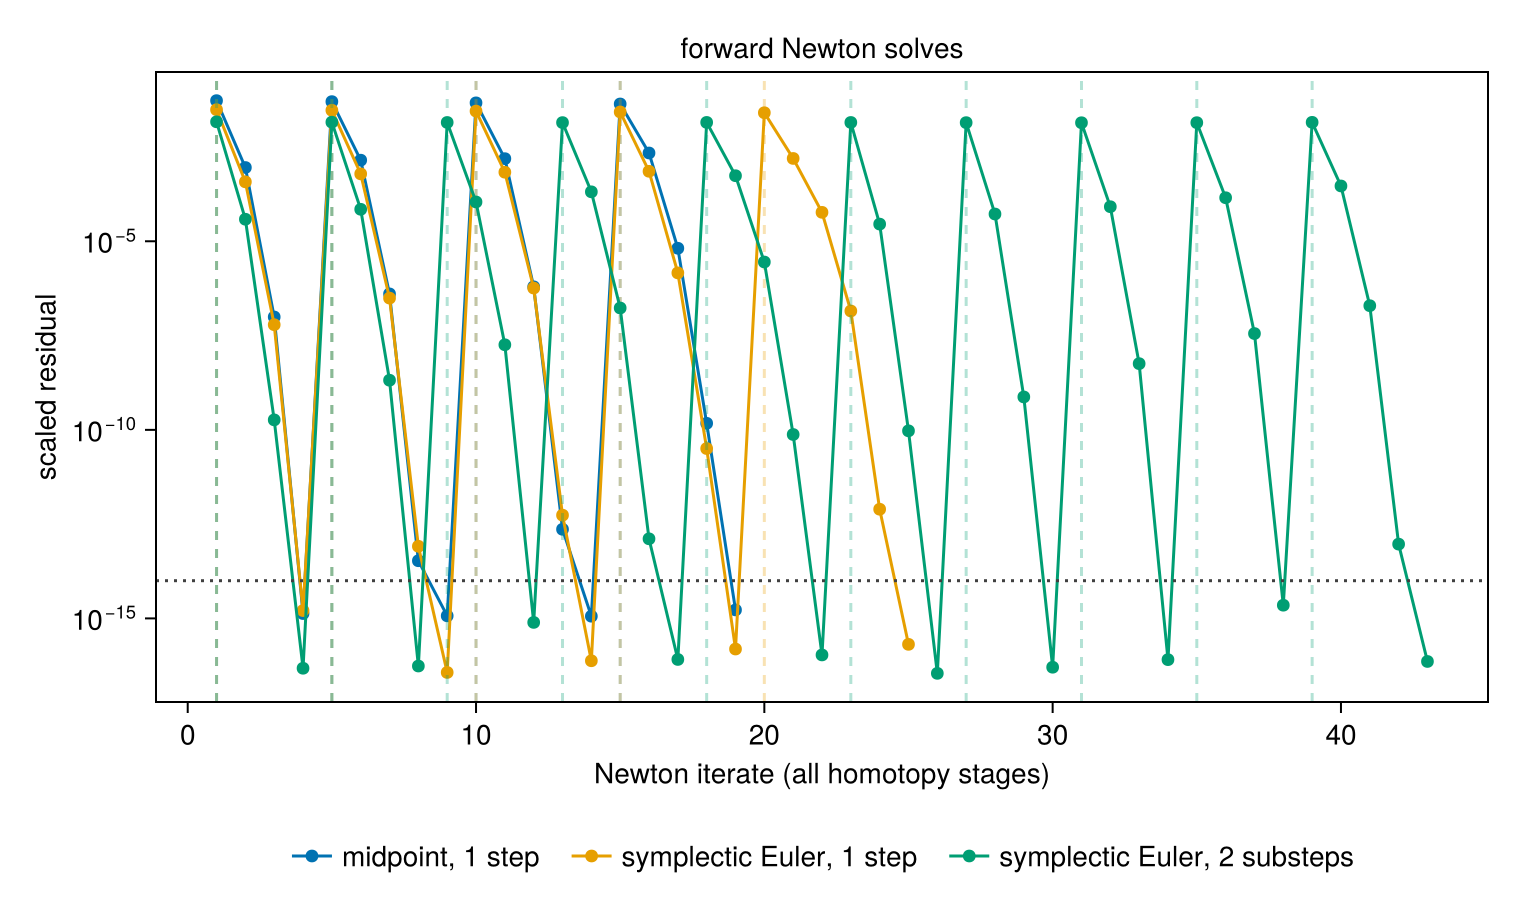 forward Newton solves
scaled residual
10⁻⁵
10⁻¹⁰
10⁻¹⁵
0 10 20 30 40
Newton iterate (all homotopy stages)
midpoint, 1 step symplectic Euler, 1 step symplectic Euler, 2 substeps